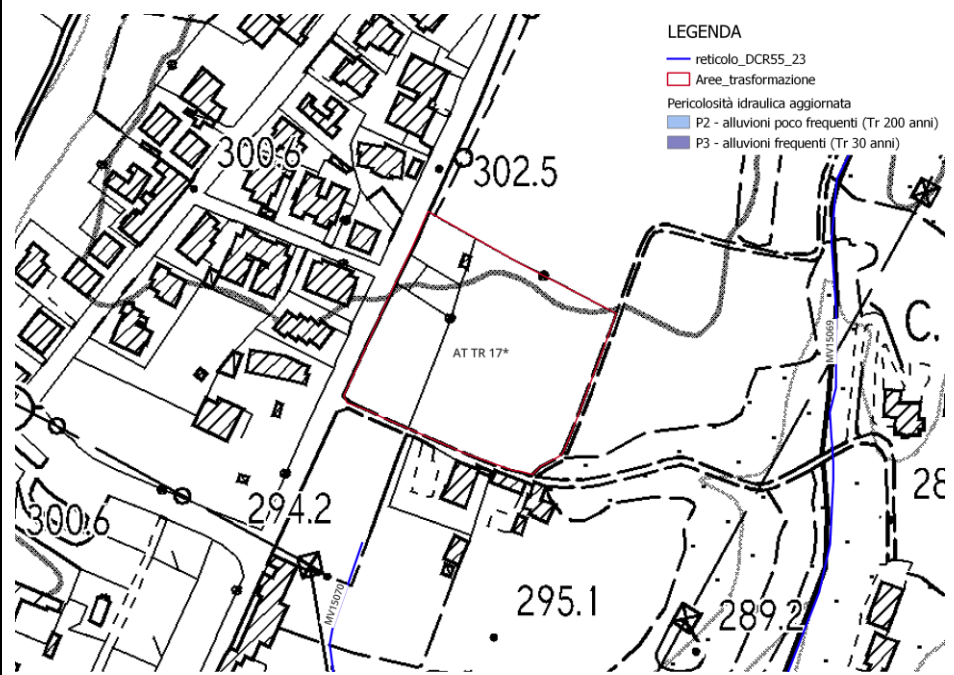 LEGENDA
reticolo_DCR55_23
Aree_trasformazione
Pericolosità idraulica aggiornata
P2 - alluvioni poco frequenti (Tr 200 anni)
P3 - alluvioni frequenti (Tr 30 anni)
300.6
302.5
MV15069
C.
AT TR 17*
294.2
28
300.6
MV15070
295.1
289.2